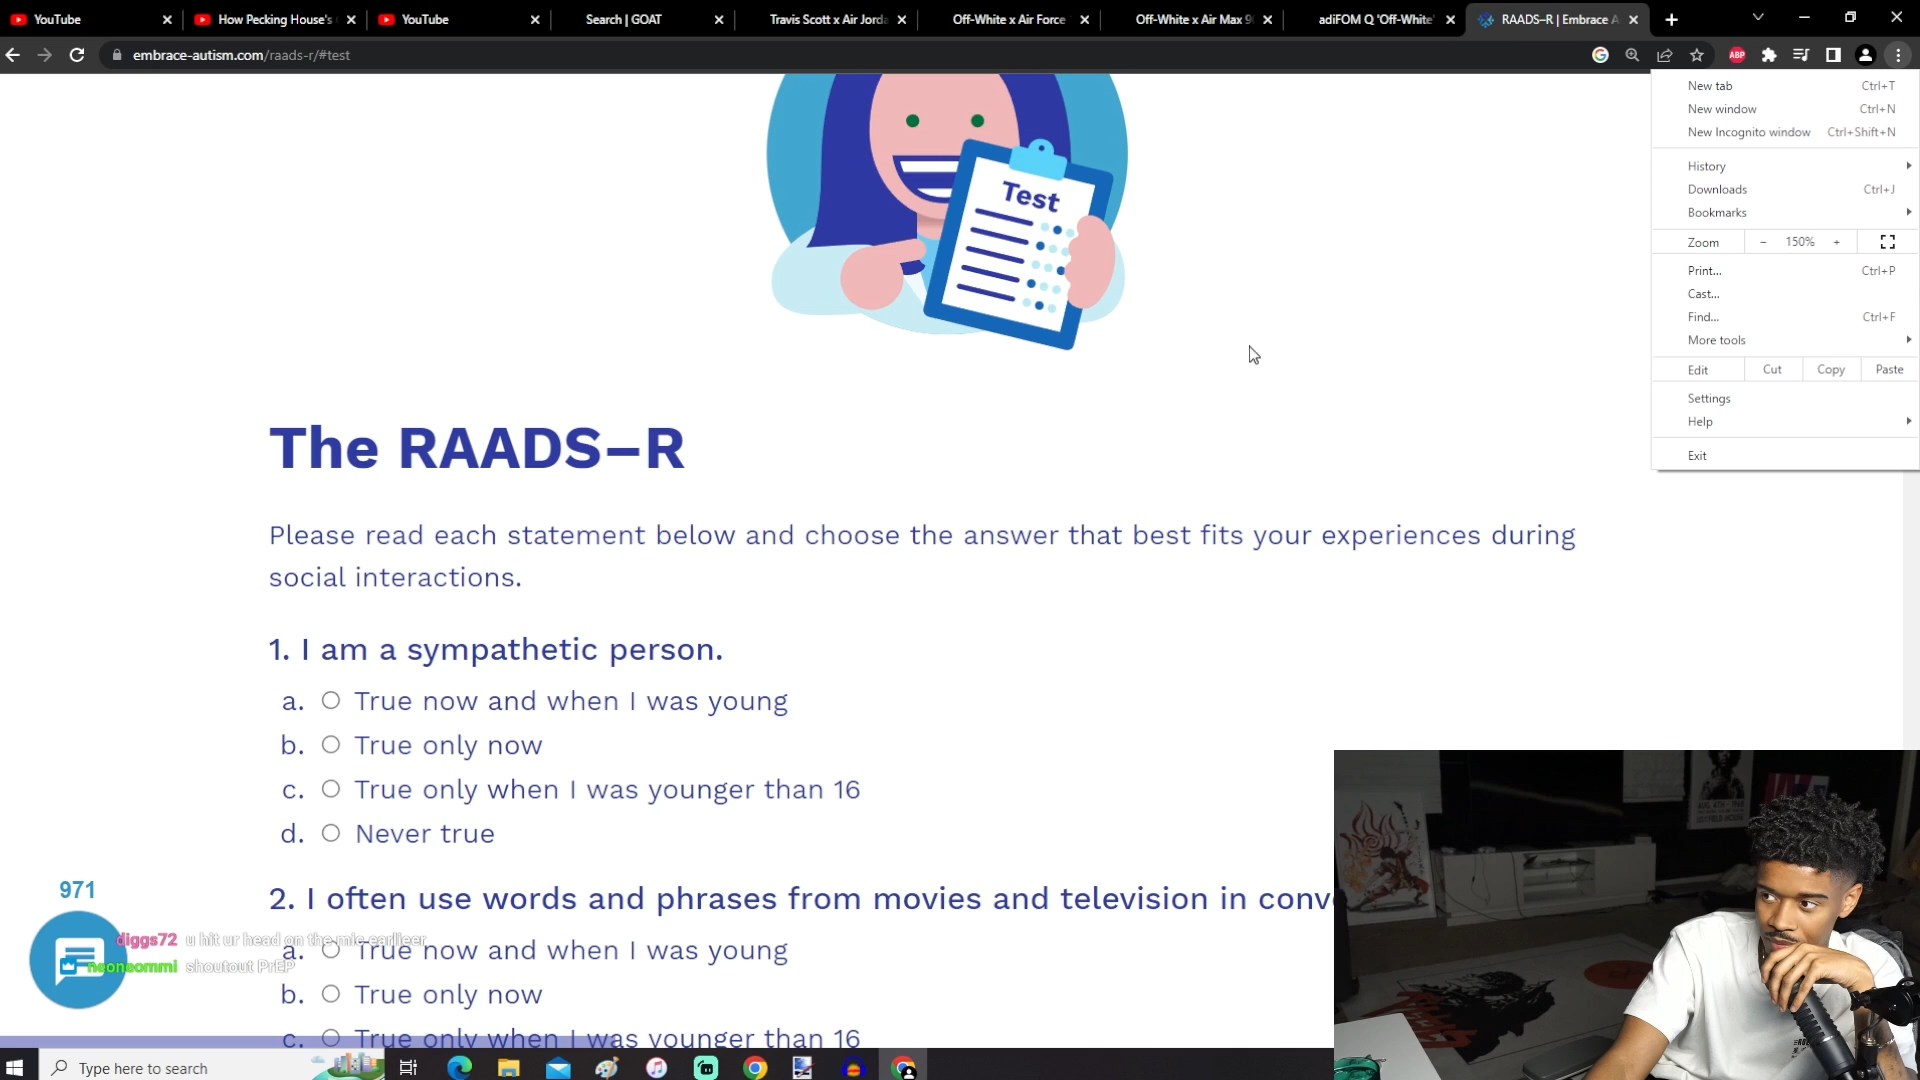 YouTube
How Pecking House's
YouTube
Search | GOAT
Travis Scott x Air Jorda
Off-White x Air Force
Off-White x Air Max 9
adiFOM Q 'Off-White'
RAADS–R | Embrace A
embrace-autism.com/raads-r/#test
ABP
New tab Ctrl+T
New window Ctrl+N
New Incognito window Ctrl+Shift+N
History
Downloads Ctrl+J
Bookmarks
Zoom − 150% +
Print... Ctrl+P
Cast...
Find... Ctrl+F
More tools
Edit Cut Copy Paste
Settings
Help
Exit
Test
The RAADS–R
Please read each statement below and choose the answer that best fits your experiences during
social interactions.
1. I am a sympathetic person.
a. True now and when I was young
b. True only now
c. True only when I was younger than 16
d. Never true
2. I often use words and phrases from movies and television in conv
a. True now and when I was young
b. True only now
c. True only when I was younger than 16
971
diggs72 u hit ur head on the mic earlieer
neoneommi shoutout PrEP
Type here to search